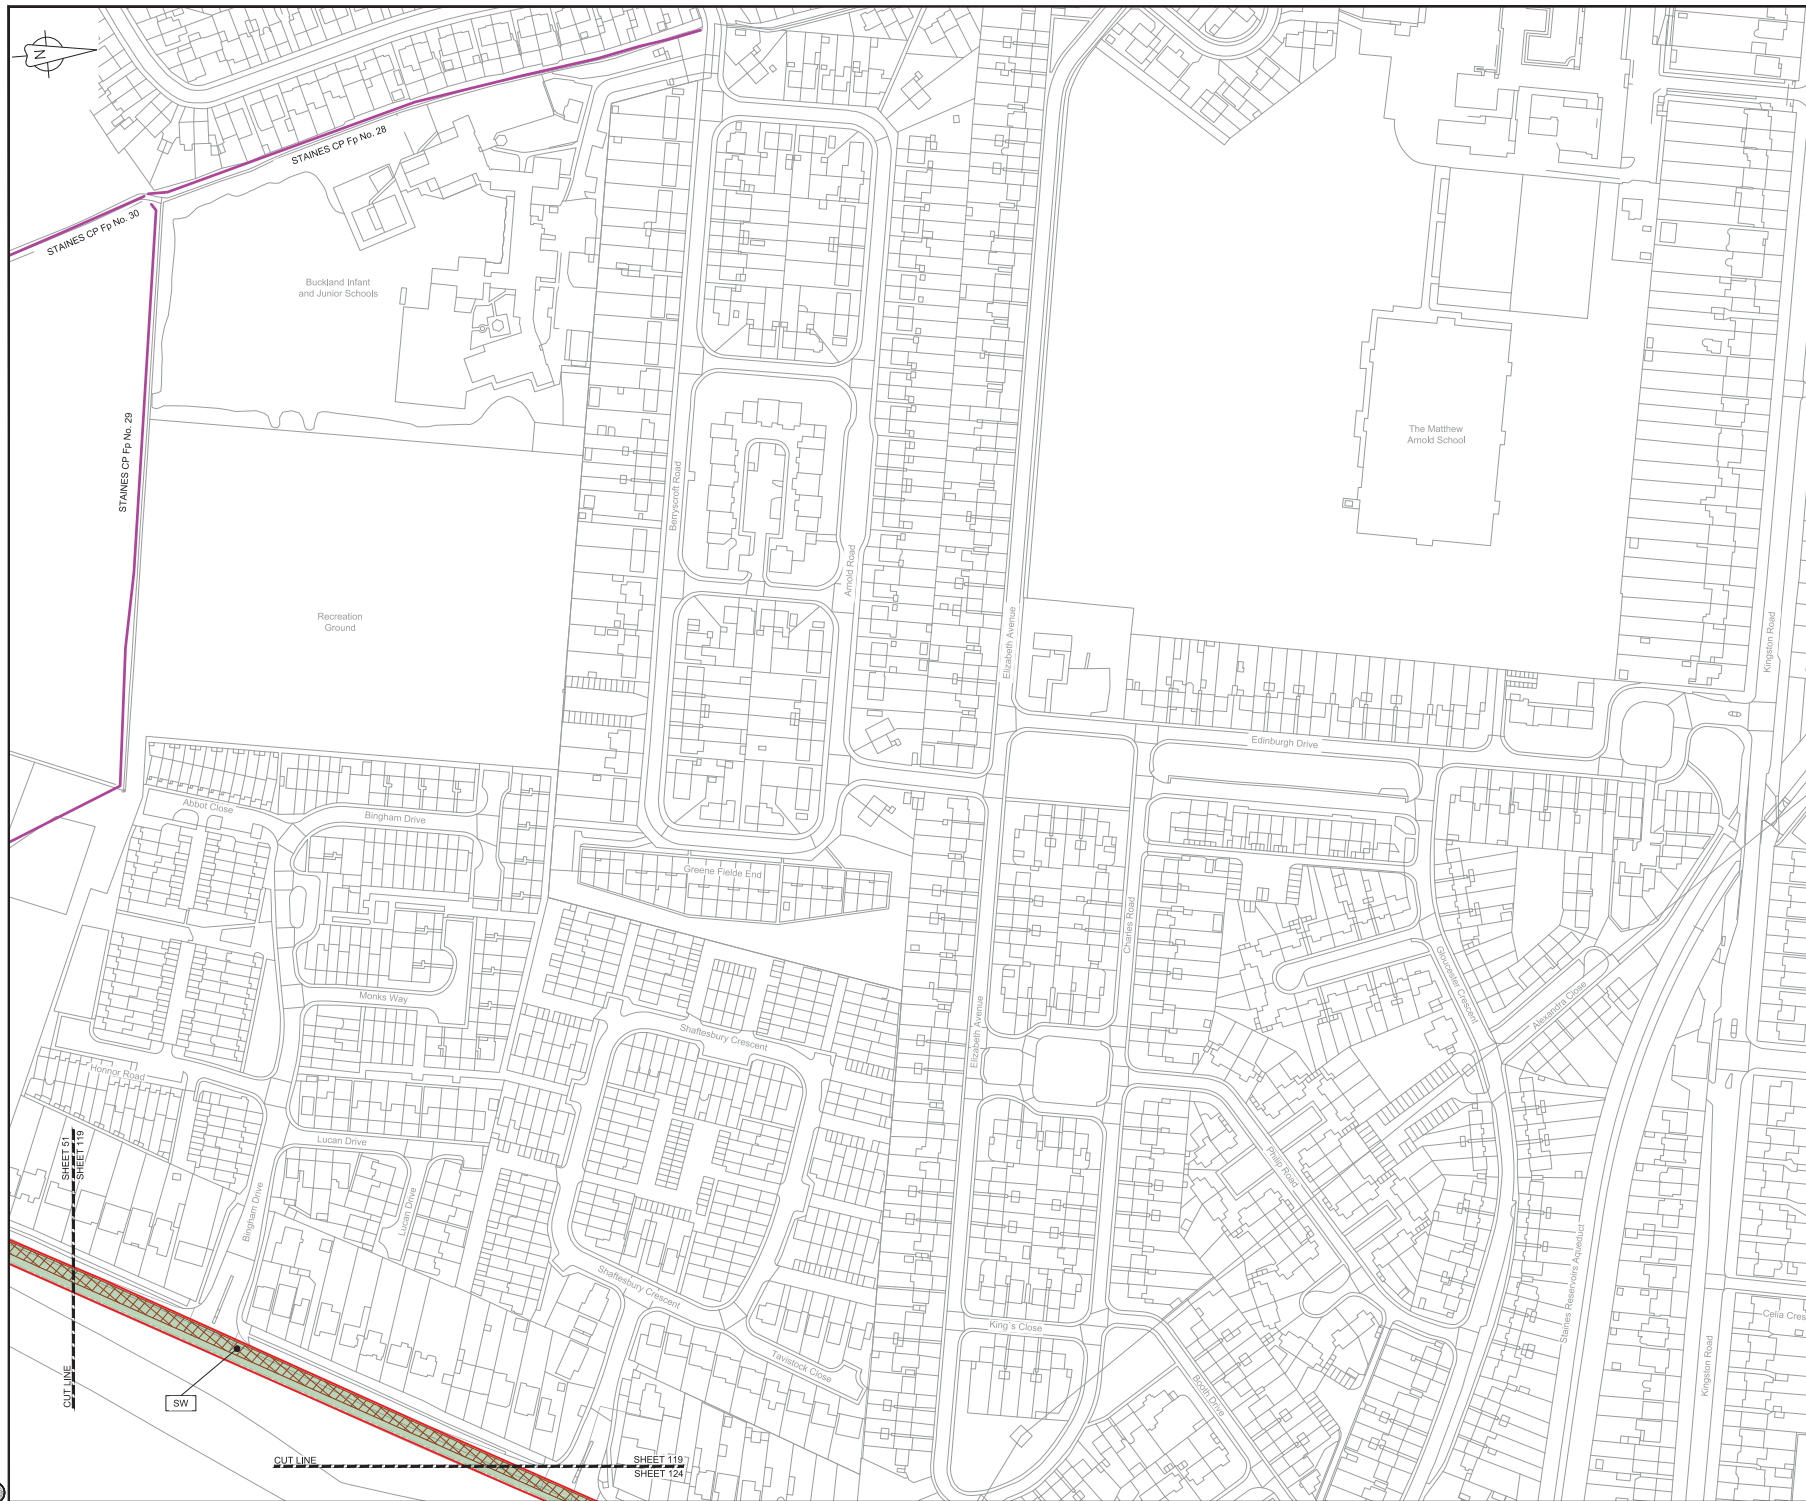 N
STAINES CP Fp No. 28
STAINES CP Fp No. 30
Buckland Infant
and Junior Schools
STAINES CP Fp No. 29
Berryscroft Road
The Matthew
Arnold School
Arnold Road
Recreation
Ground
Elizabeth Avenue
Kingston Road
Edinburgh Drive
Abbot Close
Bingham Drive
Greene Fielde End
Charles Road
Gloucester Crescent
Monks Way
Alexandra Close
Elizabeth Avenue
Shaftesbury Crescent
Honnor Road
Lucan Drive
SHEET 51
SHEET 119
Philip Road
Bingham Drive
Lucan Drive
Staines Reservoirs Aqueduct
Shaftesbury Crescent
King's Close
Celia Cres
Tavistock Close
Kingston Road
CUT LINE
SW
Booth Drive
CUT LINE
SHEET 119
SHEET 124